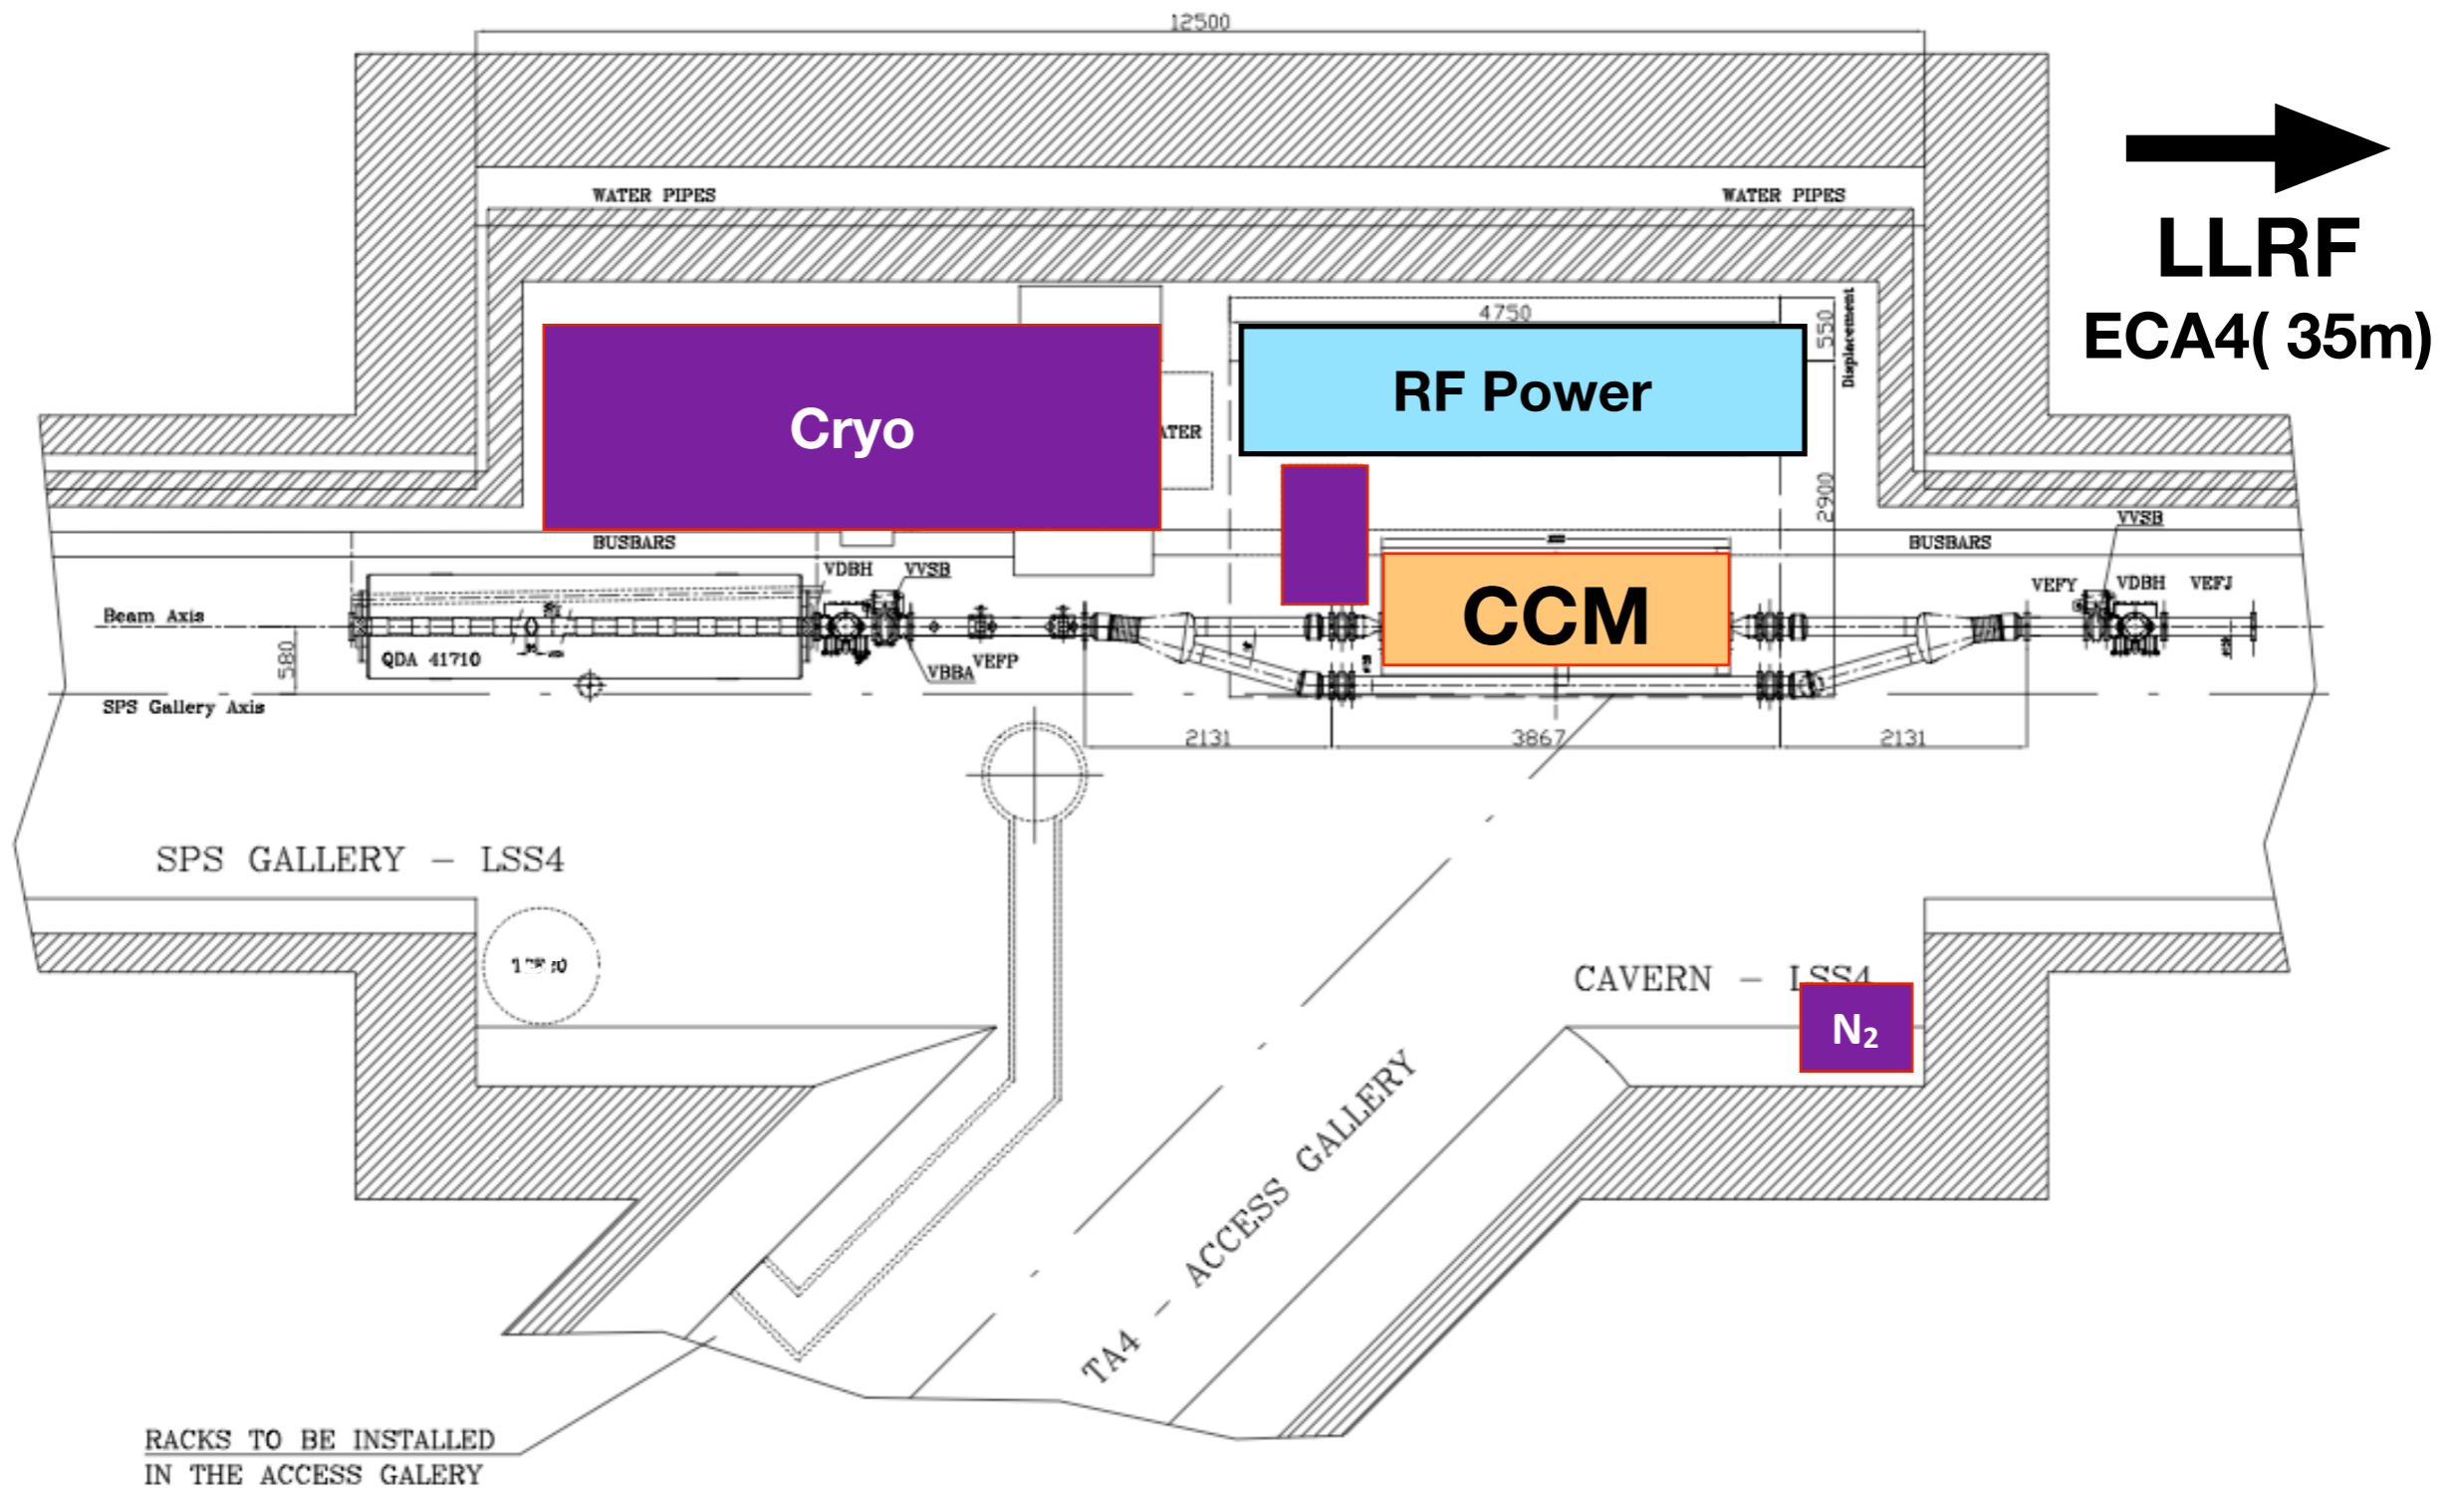 12500
WATER PIPES
WATER PIPES
LLRF
ECA4( 35m)
4750
550
Displacement
RF Power
Cryo
ATER
2900
VVSB
BUSBARS
BUSBARS
VDBH
VVSB
VEFY
VDBH
VEFJ
Beam Axis
CCM
580
QDA 41710
VEFP
VBBA
SPS Gallery Axis
2131
3867
2131
SPS GALLERY - LSS4
CAVERN - LSS4
N₂
TA4 - ACCESS GALLERY
RACKS TO BE INSTALLED
IN THE ACCESS GALERY